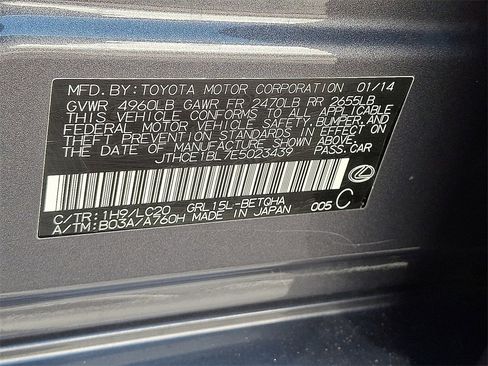 MFD. BY: TOYOTA MOTOR CORPORATION 01/14
GVWR 4960LB GAWR FR 2470LB RR 2655LB
THIS VEHICLE CONFORMS TO ALL APPLICABLE
FEDERAL MOTOR VEHICLE SAFETY, BUMPER, AND
THEFT PREVENTION STANDARDS IN EFFECT ON
THE DATE OF MANUFACTURE SHOWN ABOVE.
JTHCE1BL7E5023439 PASS. CAR
C/TR: 1H9/LC20 GRL15L-BETQHA 005 C
A/TM: B03A/A760H MADE IN JAPAN